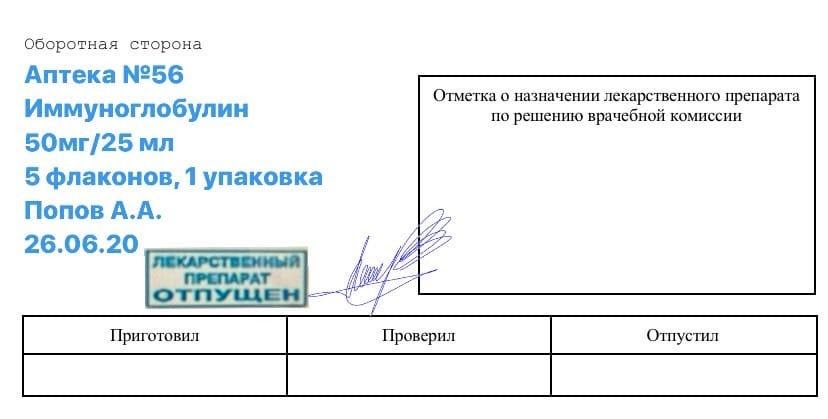 Оборотная сторона
Аптека №56
Иммуноглобулин
50мг/25 мл
5 флаконов, 1 упаковка
Попов А.А.
26.06.20
ЛЕКАРСТВЕННЫЙ
ПРЕПАРАТ
ОТПУЩЕН
Отметка о назначении лекарственного препарата
по решению врачебной комиссии
Приготовил Проверил Отпустил